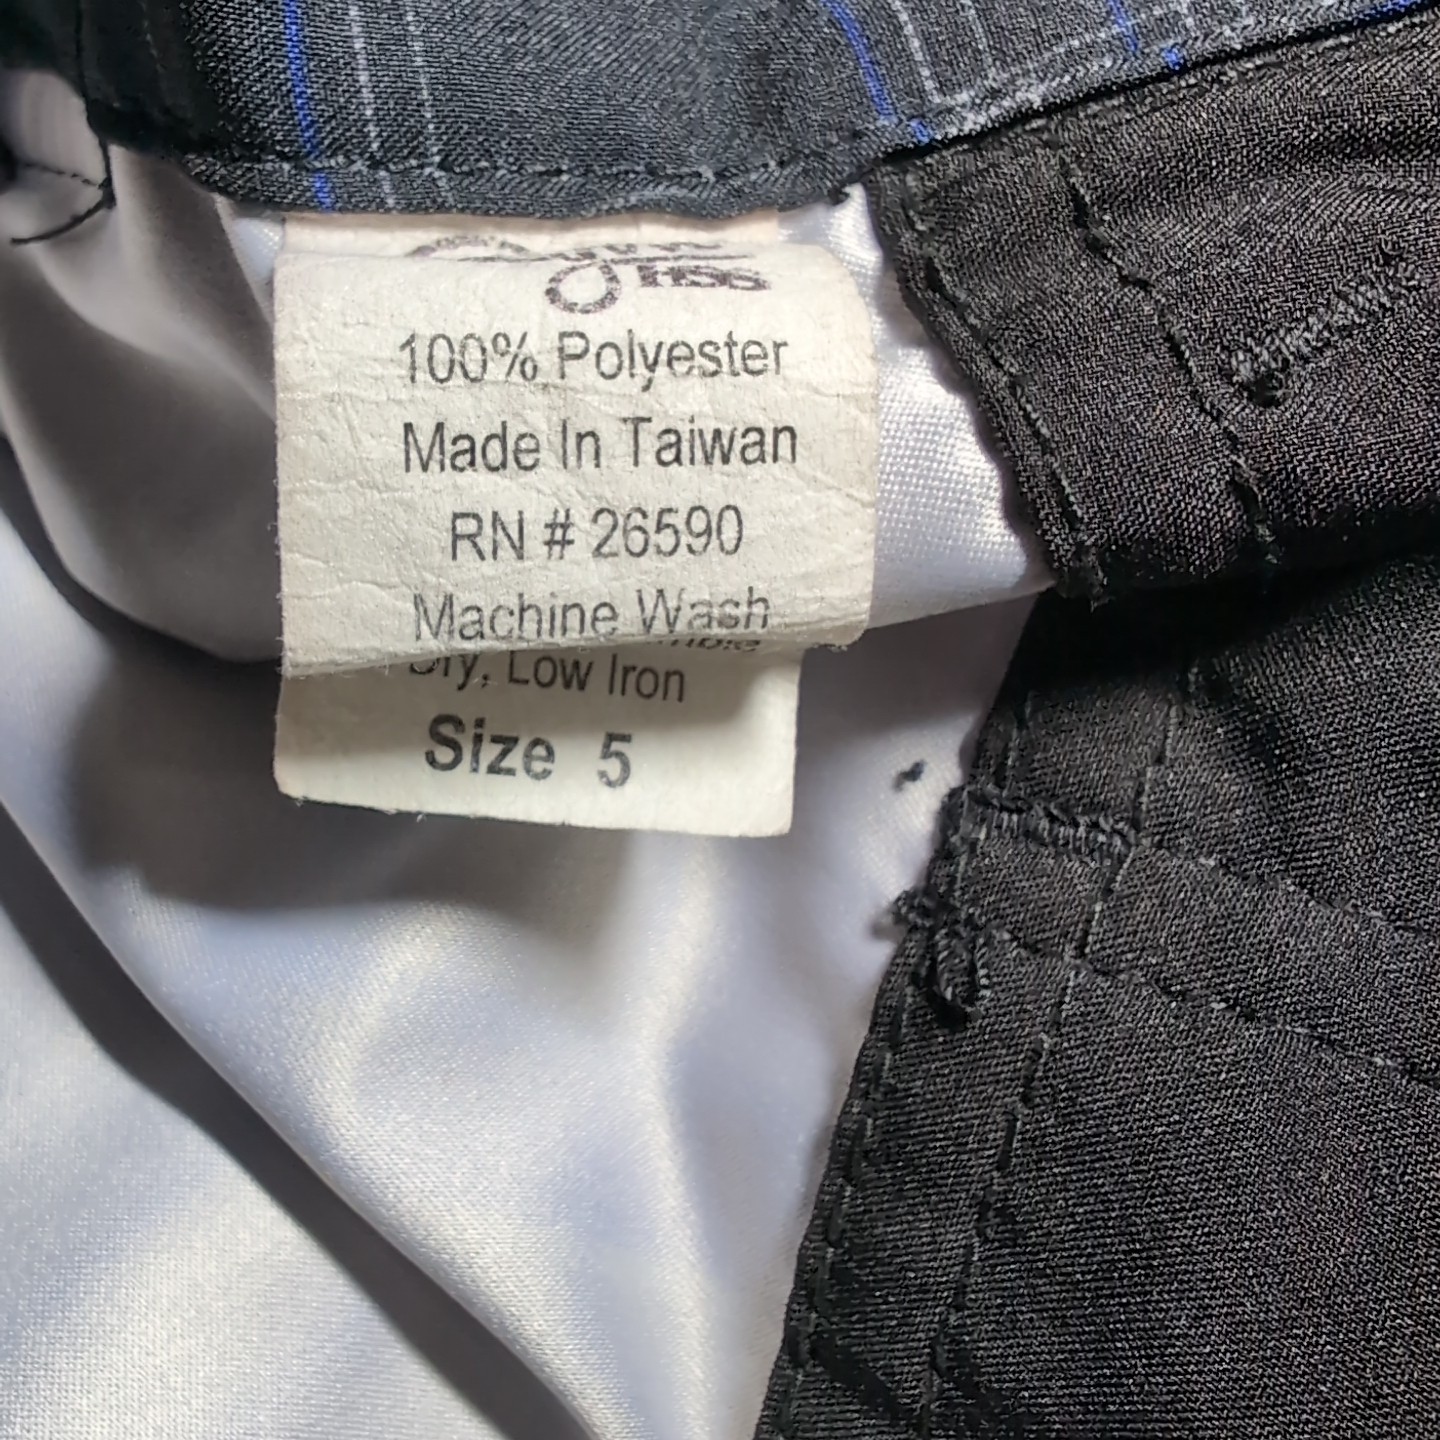 100% Polyester
Made In Taiwan
RN # 26590
Machine Wash
Dry, Low Iron
Size 5